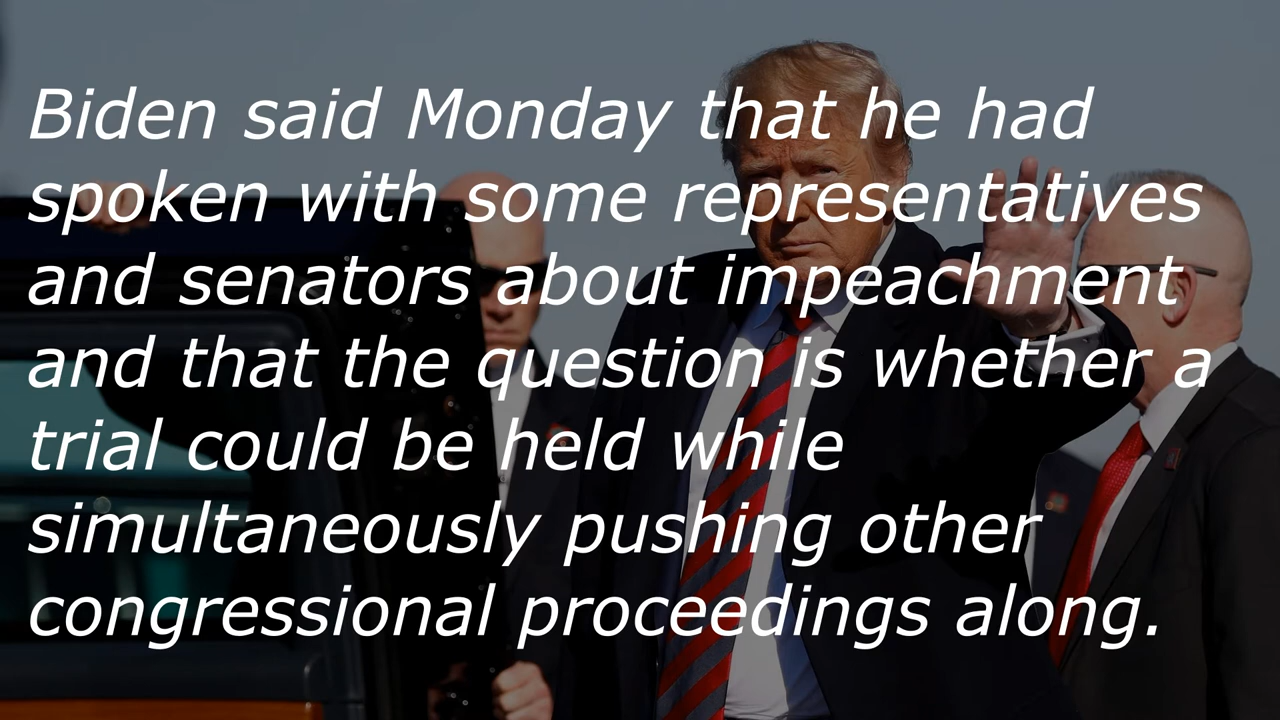 Biden said Monday that he had
spoken with some representatives
and senators about impeachment
and that the question is whether a
trial could be held while
simultaneously pushing other
congressional proceedings along.